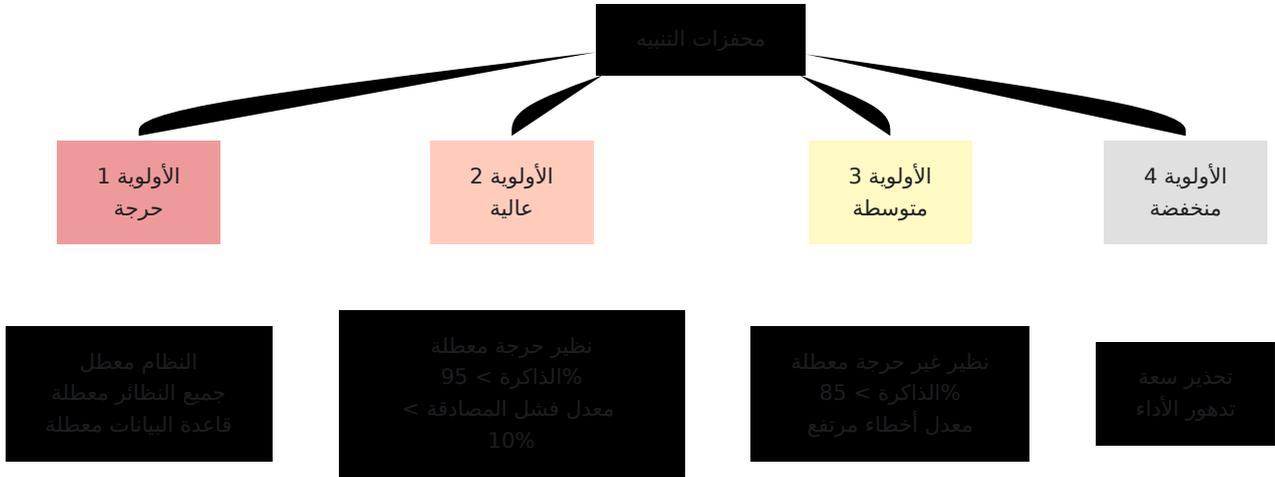 محفزات التنبيه
الأولوية 1
حرجة
الأولوية 2
عالية
الأولوية 3
متوسطة
الأولوية 4
منخفضة
النظام معطل
جميع النظائر معطلة
قاعدة البيانات معطلة
نظير حرجة معطلة
الذاكرة > 95%
معدل فشل المصادقة >
10%
نظير غير حرجة معطلة
الذاكرة > 85%
معدل أخطاء مرتفع
تحذير سعة
تدهور الأداء